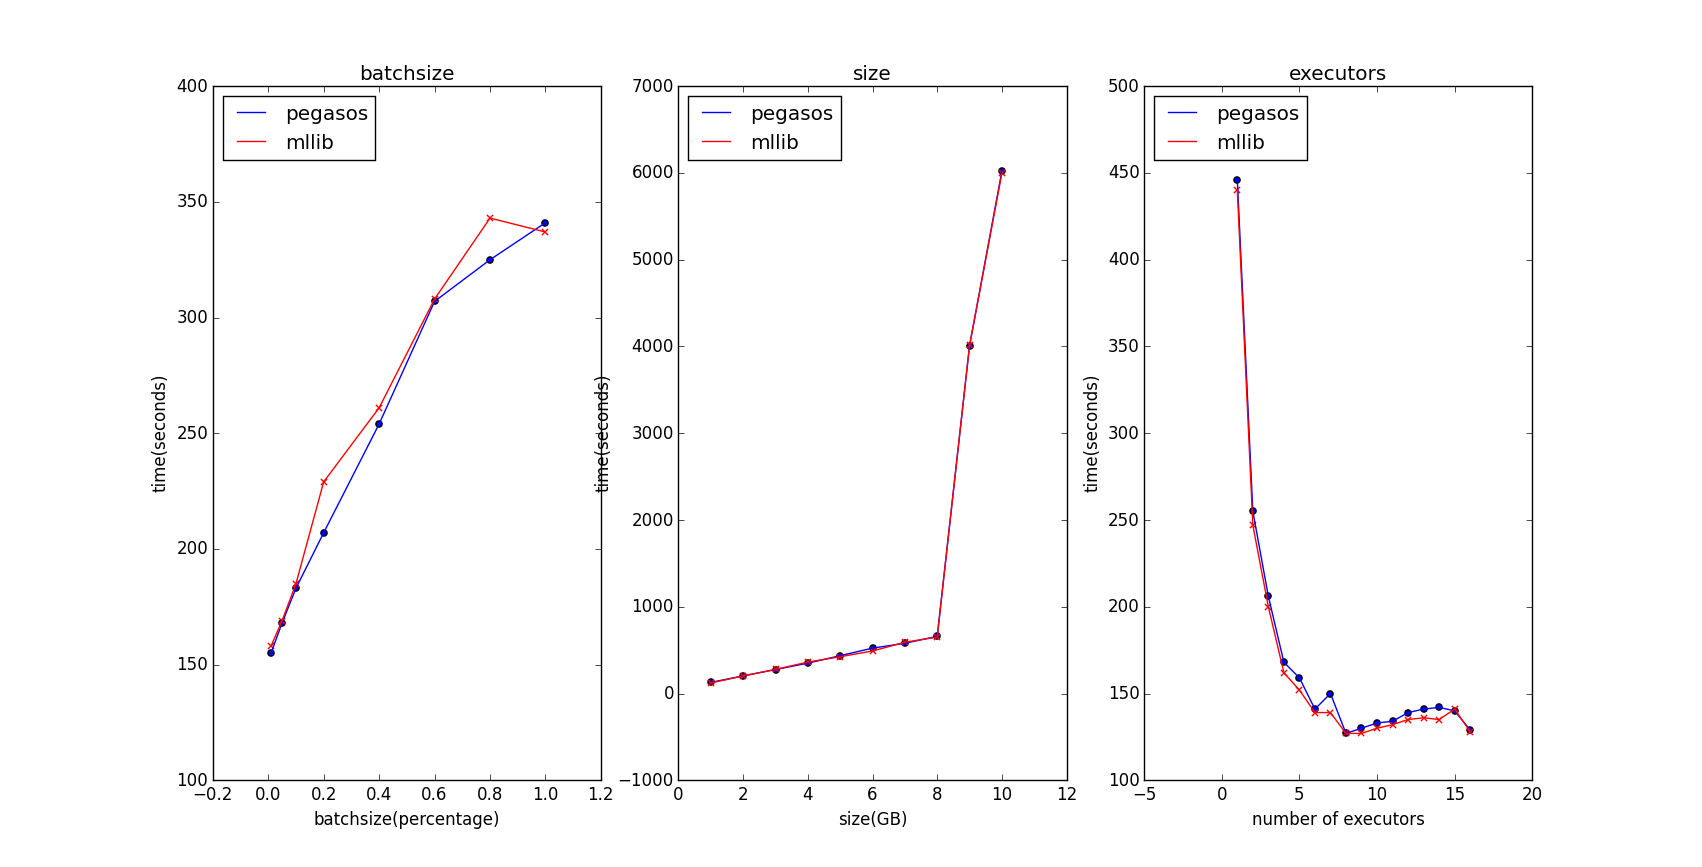 batchsize
400
350
300
250
200
150
100
time(seconds)
pegasos
mllib
−0.2 0.0 0.2 0.4 0.6 0.8 1.0 1.2
batchsize(percentage)
size
7000
6000
5000
4000
3000
2000
1000
0
−1000
time(seconds)
pegasos
mllib
0 2 4 6 8 10 12
size(GB)
executors
500
450
400
350
300
250
200
150
100
time(seconds)
pegasos
mllib
−5 0 5 10 15 20
number of executors